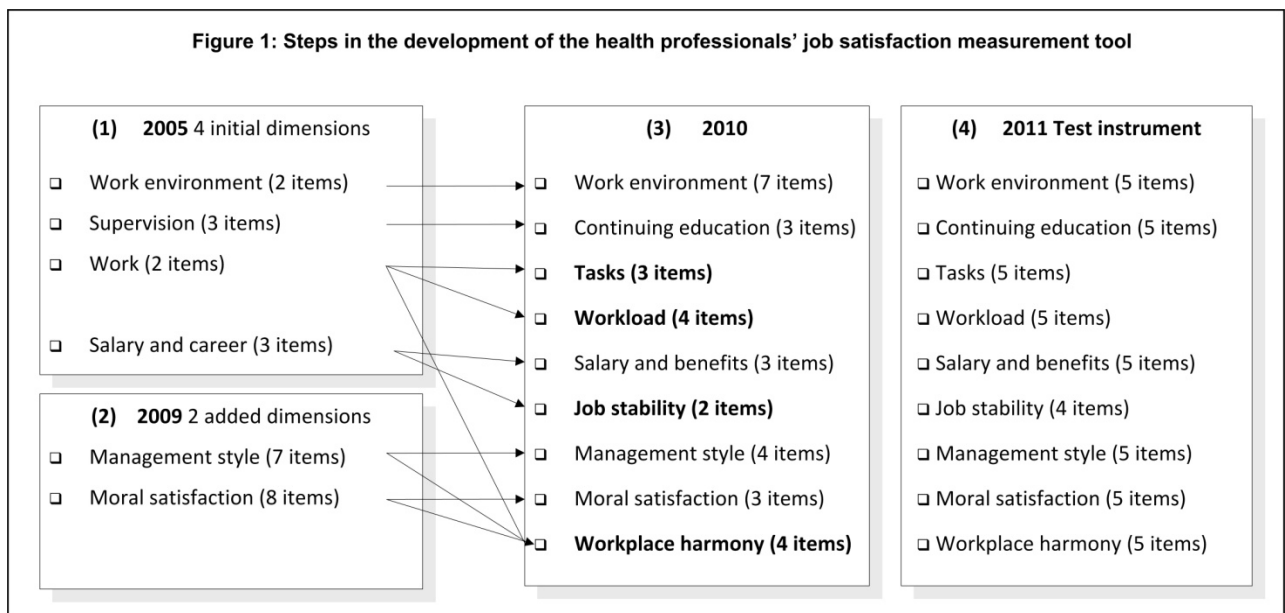 Figure 1: Steps in the development of the health professionals’ job satisfaction measurement tool
(1) 2005 4 initial dimensions
❑ Work environment (2 items)
❑ Supervision (3 items)
❑ Work (2 items)
❑ Salary and career (3 items)
(2) 2009 2 added dimensions
❑ Management style (7 items)
❑ Moral satisfaction (8 items)
(3) 2010
❑ Work environment (7 items)
❑ Continuing education (3 items)
❑ Tasks (3 items)
❑ Workload (4 items)
❑ Salary and benefits (3 items)
❑ Job stability (2 items)
❑ Management style (4 items)
❑ Moral satisfaction (3 items)
❑ Workplace harmony (4 items)
(4) 2011 Test instrument
❑ Work environment (5 items)
❑ Continuing education (5 items)
❑ Tasks (5 items)
❑ Workload (5 items)
❑ Salary and benefits (5 items)
❑ Job stability (4 items)
❑ Management style (5 items)
❑ Moral satisfaction (5 items)
❑ Workplace harmony (5 items)